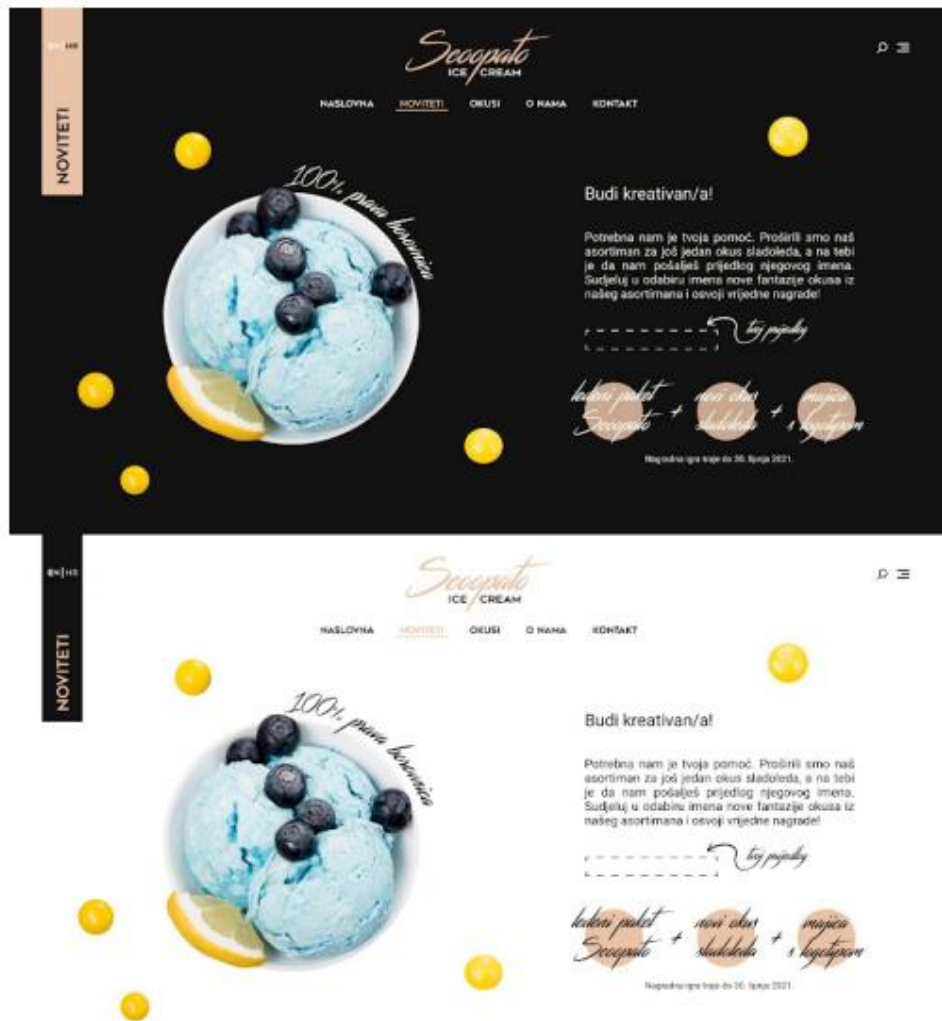 EN|HR
NOVITETI
Scoopato
ICE CREAM
NASLOVNA NOVITETI OKUSI O NAMA KONTAKT
100% prava borovnica
Budi kreativan/a!
Potrebna nam je tvoja pomoć. Proširili smo naš
asortiman za još jedan okus sladoleda, a na tebi
je da nam pošalješ prijedlog njegovog imena.
Sudjeluj u odabiru imena nove fantazije okusa iz
našeg asortimana i osvoji vrijedne nagrade!
tvoj prijedlog
ledeni paket + novi okus + majica
Scoopato sladoleda s logotipom
Nagradna igra traje do 30. lipnja 2021.
EN|HR
NOVITETI
Scoopato
ICE CREAM
NASLOVNA NOVITETI OKUSI O NAMA KONTAKT
100% prava borovnica
Budi kreativan/a!
Potrebna nam je tvoja pomoć. Proširili smo naš
asortiman za još jedan okus sladoleda, a na tebi
je da nam pošalješ prijedlog njegovog imena.
Sudjeluj u odabiru imena nove fantazije okusa iz
našeg asortimana i osvoji vrijedne nagrade!
tvoj prijedlog
ledeni paket + novi okus + majica
Scoopato sladoleda s logotipom
Nagradna igra traje do 30. lipnja 2021.